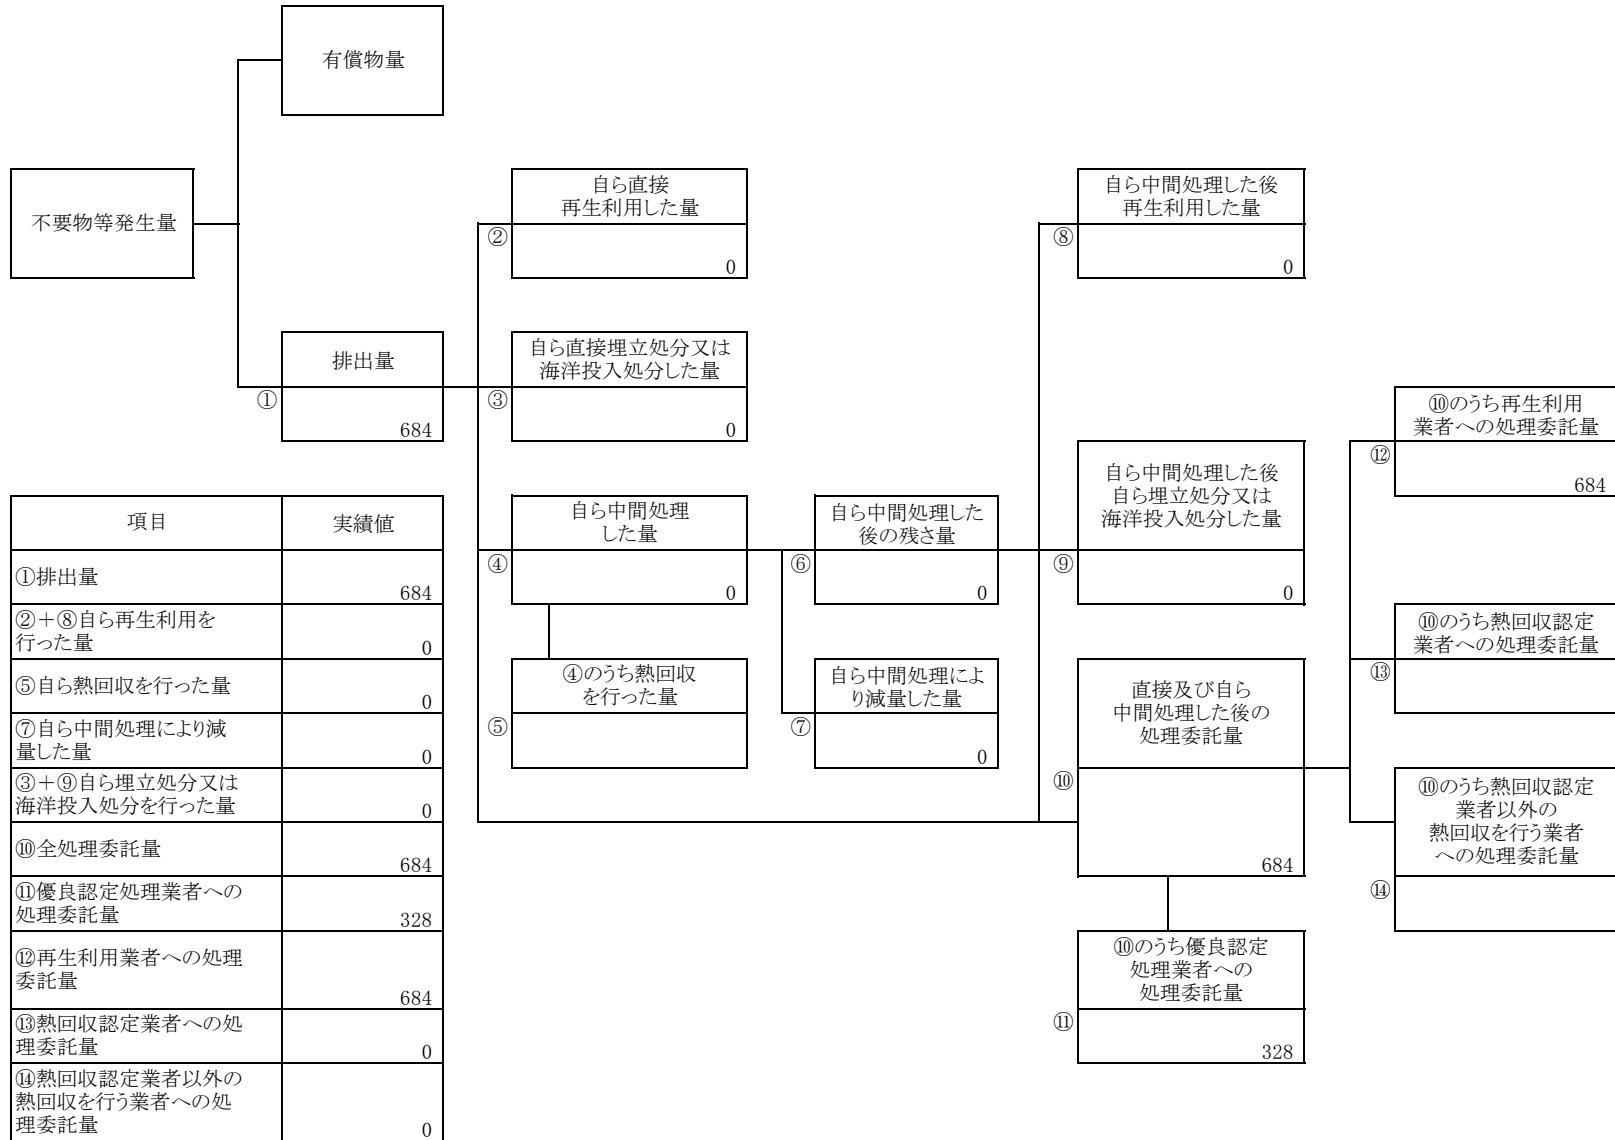 有償物量
不要物等発生量
自ら直接
再生利用した量
②
0
自ら中間処理した後
再生利用した量
⑧
0
排出量
①
684
自ら直接埋立処分又は
海洋投入処分した量
③
0
⑩のうち再生利用
業者への処理委託量
⑫
684
自ら中間処理
した量
④
0
自ら中間処理した
後の残さ量
⑥
0
自ら中間処理した後
自ら埋立処分又は
海洋投入処分した量
⑨
0
⑩のうち熱回収認定
業者への処理委託量
⑬
④のうち熱回収
を行った量
⑤
自ら中間処理によ
り減量した量
⑦
0
直接及び自ら
中間処理した後の
処理委託量
⑩
684
⑩のうち熱回収認定
業者以外の
熱回収を行う業者
への処理委託量
⑭
⑩のうち優良認定
処理業者への
処理委託量
⑪
328
項目 実績値
①排出量
684
②＋⑧自ら再生利用を
行った量
0
⑤自ら熱回収を行った量
0
⑦自ら中間処理により減
量した量
0
③＋⑨自ら埋立処分又は
海洋投入処分を行った量
0
⑩全処理委託量
684
⑪優良認定処理業者への
処理委託量
328
⑫再生利用業者への処理
委託量
684
⑬熱回収認定業者への処
理委託量
0
⑭熱回収認定業者以外の
熱回収を行う業者への処
理委託量
0